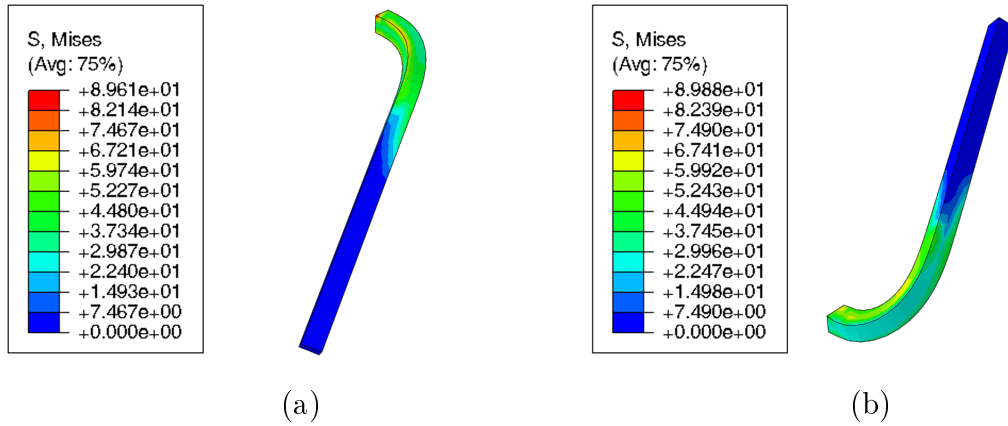 S, Mises
(Avg: 75%)
+8.961e+01
+8.214e+01
+7.467e+01
+6.721e+01
+5.974e+01
+5.227e+01
+4.480e+01
+3.734e+01
+2.987e+01
+2.240e+01
+1.493e+01
+7.467e+00
+0.000e+00
(a)
S, Mises
(Avg: 75%)
+8.988e+01
+8.239e+01
+7.490e+01
+6.741e+01
+5.992e+01
+5.243e+01
+4.494e+01
+3.745e+01
+2.996e+01
+2.247e+01
+1.498e+01
+7.490e+00
+0.000e+00
(b)